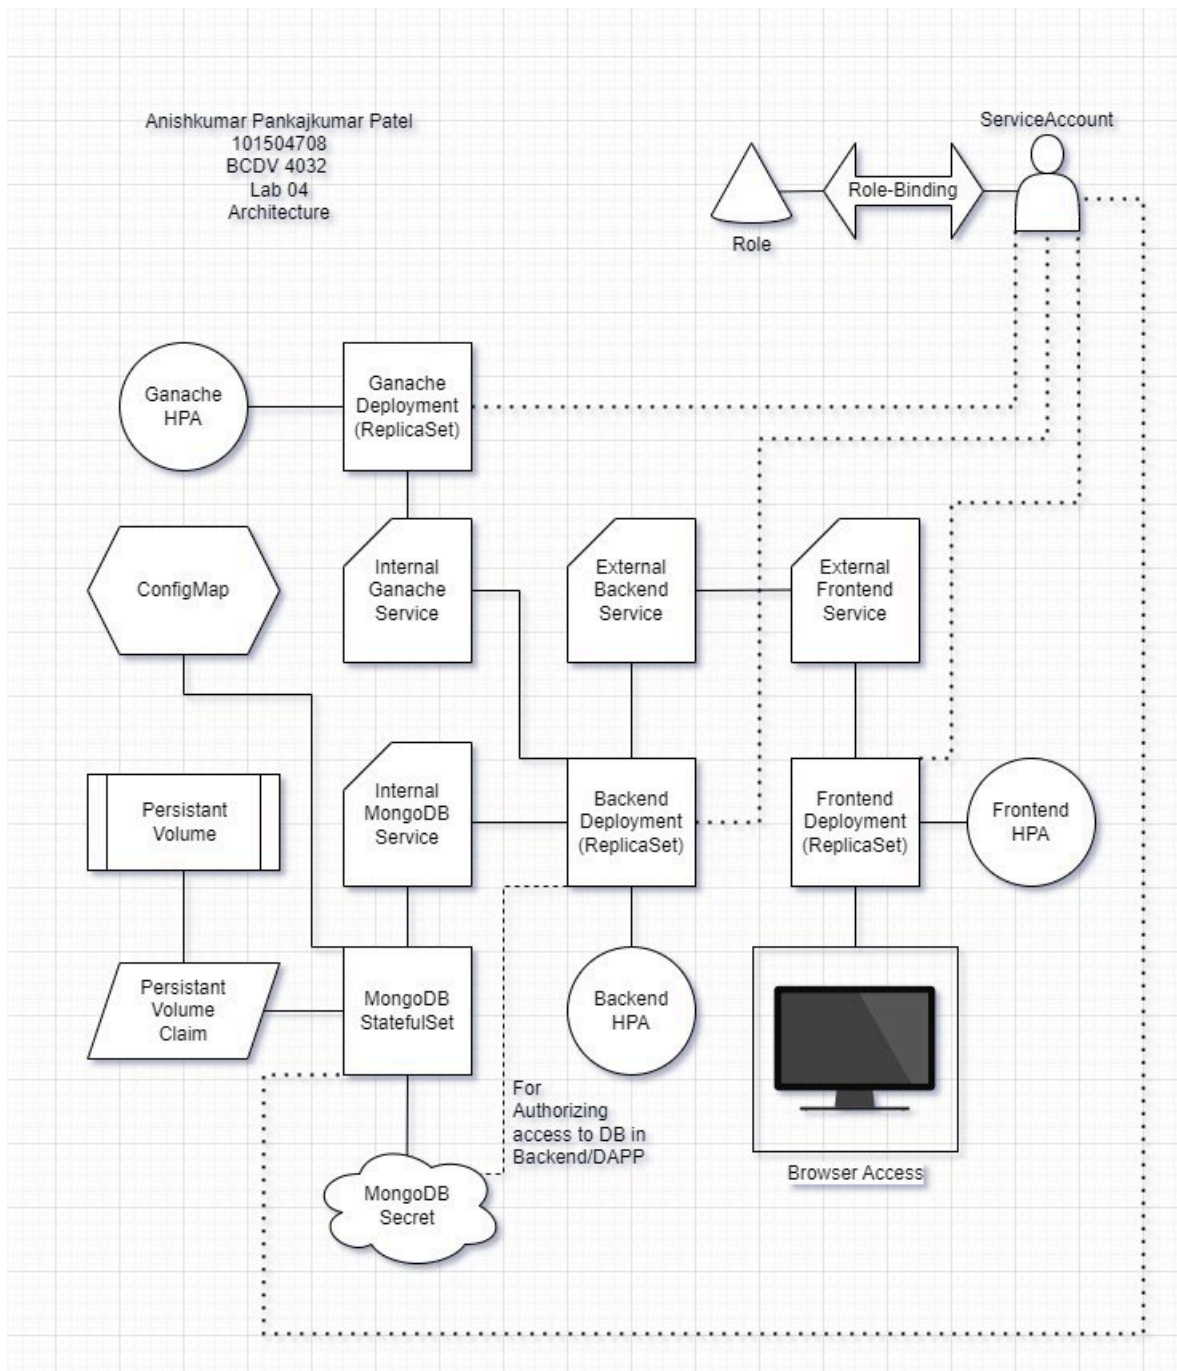 Anishkumar Pankajkumar Patel
101504708
BCDV 4032
Lab 04
Architecture
ServiceAccount
Role-Binding
Role
Ganache
HPA
Ganache
Deployment
(ReplicaSet)
ConfigMap
Internal
Ganache
Service
External
Backend
Service
External
Frontend
Service
Persistant
Volume
Internal
MongoDB
Service
Backend
Deployment
(ReplicaSet)
Frontend
Deployment
(ReplicaSet)
Frontend
HPA
Persistant
Volume
Claim
MongoDB
StatefulSet
Backend
HPA
For
Authorizing
access to DB in
Backend/DAPP
Browser Access
MongoDB
Secret